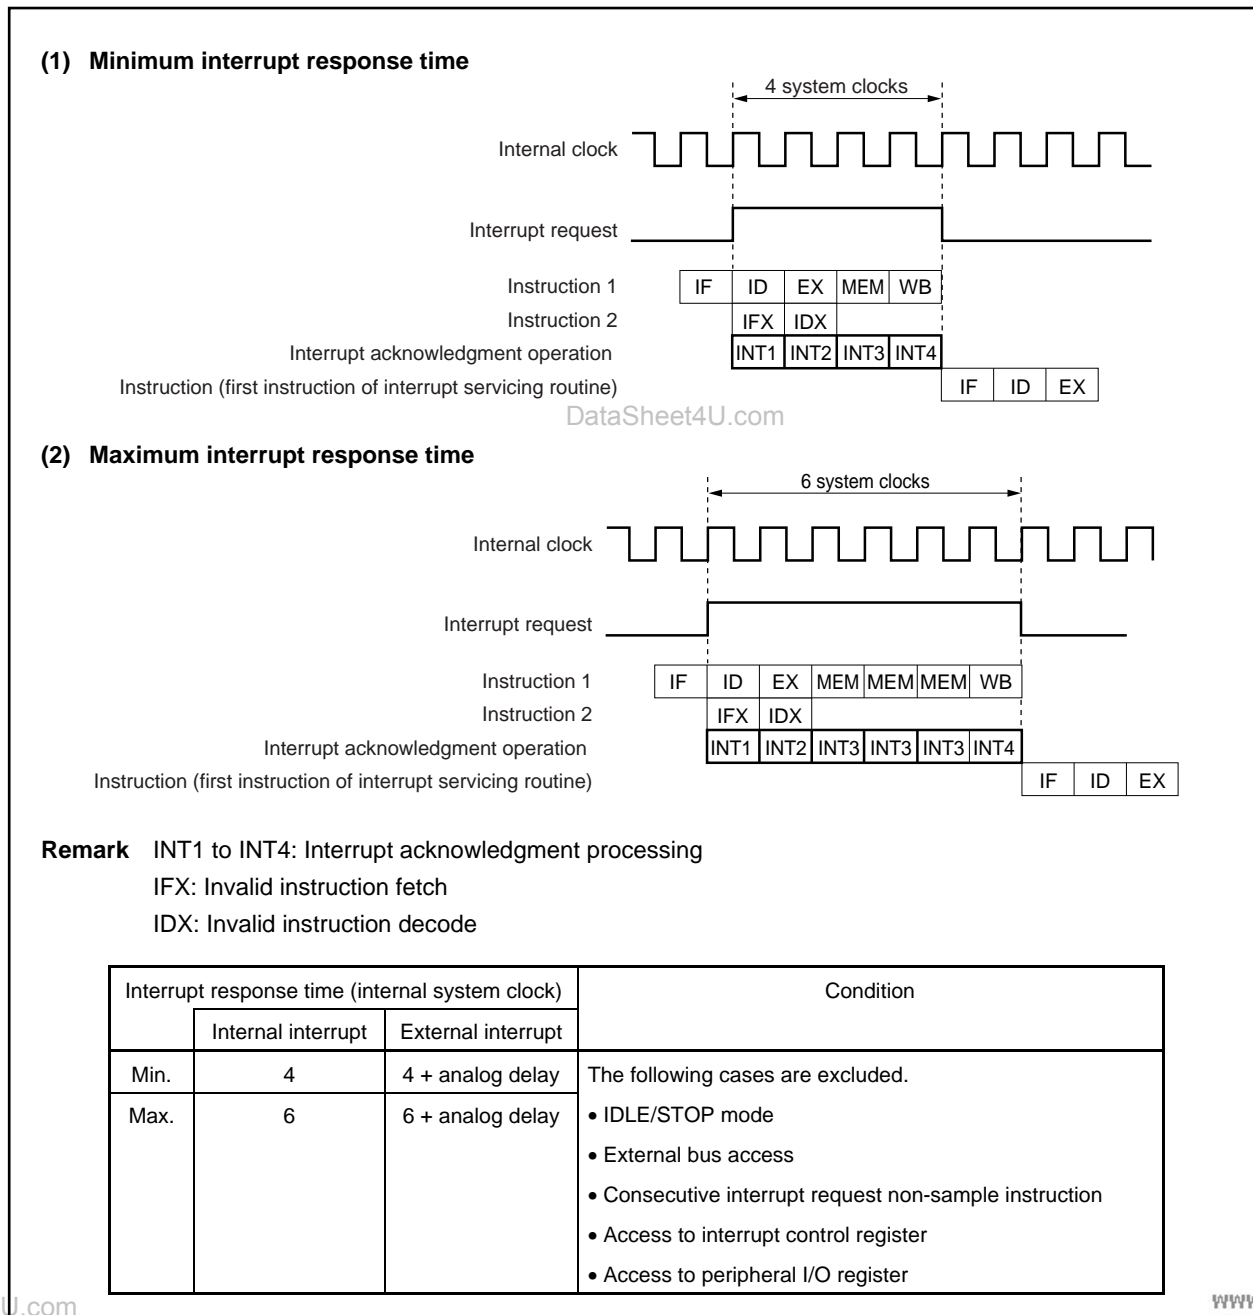 (1) Minimum interrupt response time
4 system clocks
Internal clock
Interrupt request
Instruction 1 IF ID EX MEM WB
Instruction 2 IFX IDX
Interrupt acknowledgment operation INT1 INT2 INT3 INT4
Instruction (first instruction of interrupt servicing routine) IF ID EX
DataSheet4U.com
(2) Maximum interrupt response time
6 system clocks
Internal clock
Interrupt request
Instruction 1 IF ID EX MEM MEM MEM WB
Instruction 2 IFX IDX
Interrupt acknowledgment operation INT1 INT2 INT3 INT3 INT3 INT4
Instruction (first instruction of interrupt servicing routine) IF ID EX
Remark INT1 to INT4: Interrupt acknowledgment processing
IFX: Invalid instruction fetch
IDX: Invalid instruction decode
Interrupt response time (internal system clock) Condition
Internal interrupt External interrupt
Min. 4 4 + analog delay The following cases are excluded.
Max. 6 6 + analog delay • IDLE/STOP mode
• External bus access
• Consecutive interrupt request non-sample instruction
• Access to interrupt control register
• Access to peripheral I/O register
U.com